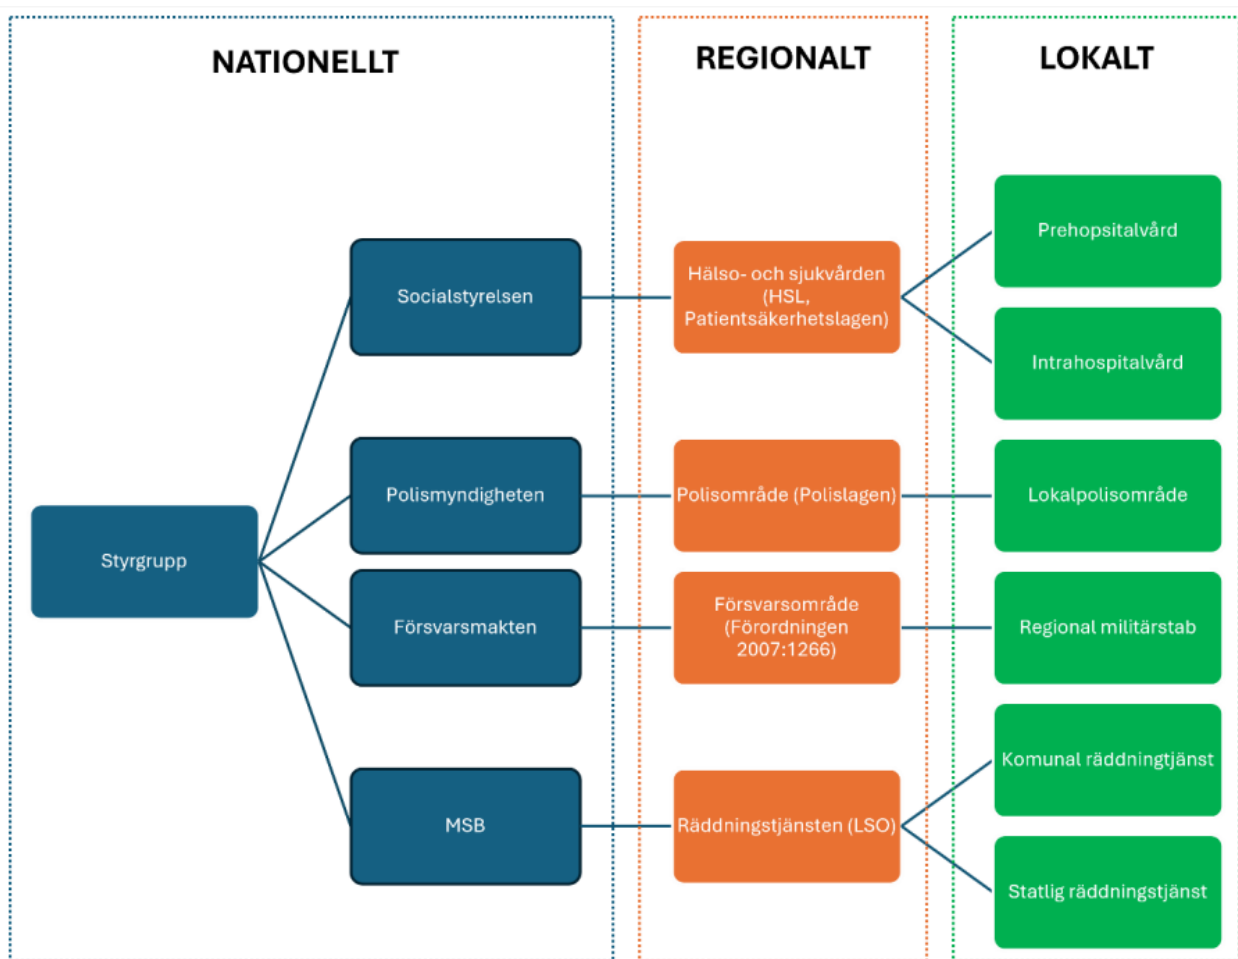 NATIONELLT
REGIONALT
LOKALT
Styrgrupp
Socialstyrelsen
Polismyndigheten
Försvarsmakten
MSB
Hälso- och sjukvården
(HSL,
Patientsäkerhetslagen)
Polisområde (Polislagen)
Försvarsområde
(Förordningen
2007:1266)
Räddningstjänsten (LSO)
Prehopsitalvård
Intrahospitalvård
Lokalpolisområde
Regional militärstab
Komunal räddningtjänst
Statlig räddningstjänst